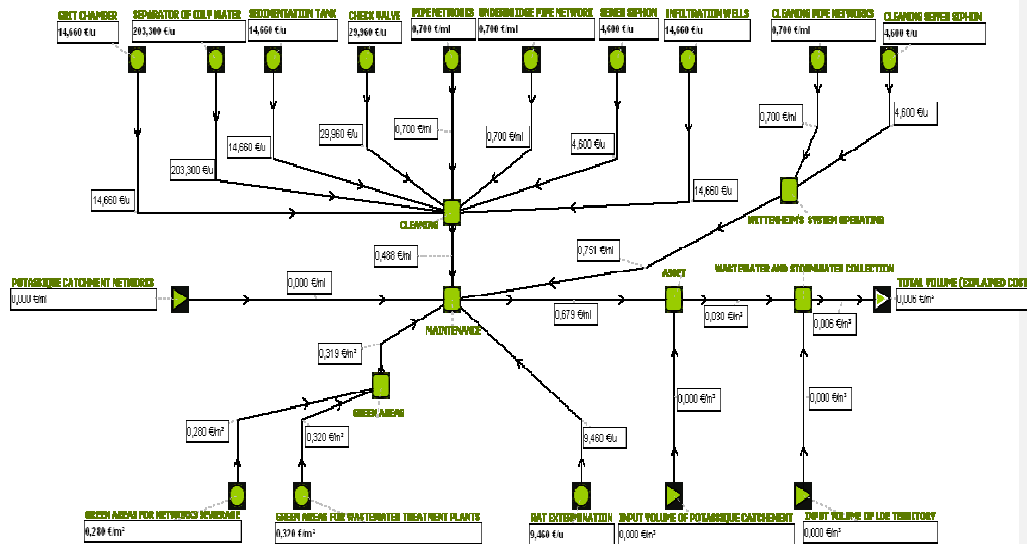 GRIT CHAMBER
14,660 €/u
SEPARATOR OF OILY WATER
203,300 €/u
SEDIMENTATION TANK
14,660 €/u
CHECK VALVE
29,960 €/u
PIPE NETWORKS
0,700 €/ml
UNDERBRIDGE PIPE NETWORK
0,700 €/ml
SEWER SIPHON
4,600 €/u
INFILTRATION WELLS
14,660 €/u
CLEANING PIPE NETWORKS
0,700 €/ml
CLEANING SEWER SIPHON
4,600 €/u
14,660 €/u
203,300 €/u
14,660 €/u
29,960 €/u
0,700 €/ml
0,700 €/ml
4,600 €/u
14,660 €/u
0,700 €/ml
4,600 €/u
CLEANING
WITTENHEIM'S SYSTEM OPERATING
0,488 €/ml
0,751 €/ml
POTASSIQUE CATCHMENT NETWORKS
0,000 €/ml
0,000 €/ml
MAINTENANCE
0,679 €/ml
ASSET
0,030 €/m³
WASTEWATER AND STORMWATER COLLECTION
0,006 €/m³
TOTAL VOLUME (EXPLAINED COST
0,006 €/m³
0,319 €/m²
GREEN AREAS
0,280 €/m²
0,320 €/m²
9,460 €/u
0,000 €/m³
0,000 €/m³
GREEN AREAS FOR NETWORKS SEWERAGE
0,280 €/m²
GREEN AREAS FOR WASTEWATER TREATMENT PLANTS
0,320 €/m²
RAT EXTERMINATION
9,460 €/u
INPUT VOLUME OF POTASSIQUE CATCHEMENT
0,000 €/m³
INPUT VOLUME OF LDE TERRITORY
0,000 €/m³